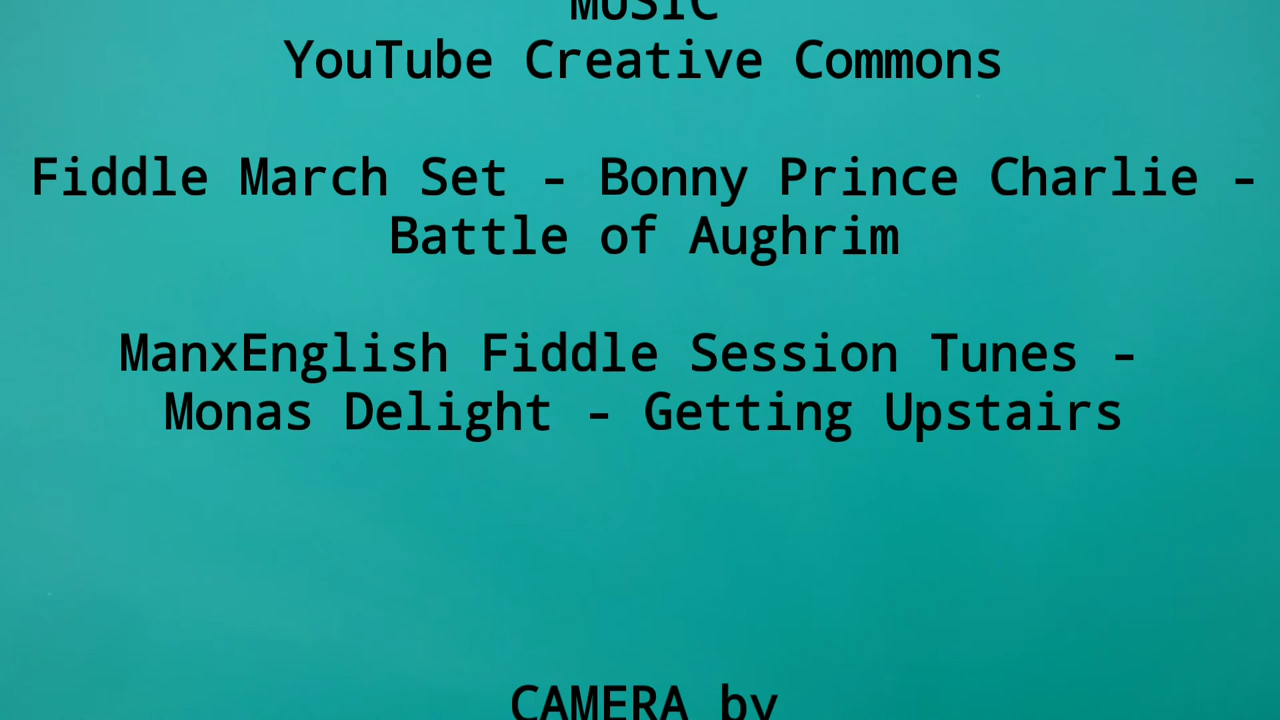 MUSIC
YouTube Creative Commons
Fiddle March Set - Bonny Prince Charlie -
Battle of Aughrim
ManxEnglish Fiddle Session Tunes -
Monas Delight - Getting Upstairs
CAMERA by